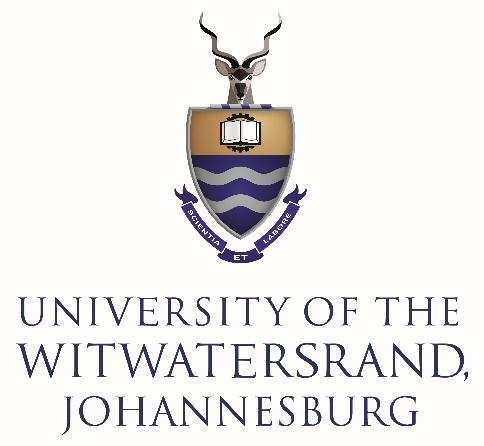 SCIENTIA
ET
LABORE
UNIVERSITY OF THE
WITWATERSRAND,
JOHANNESBURG